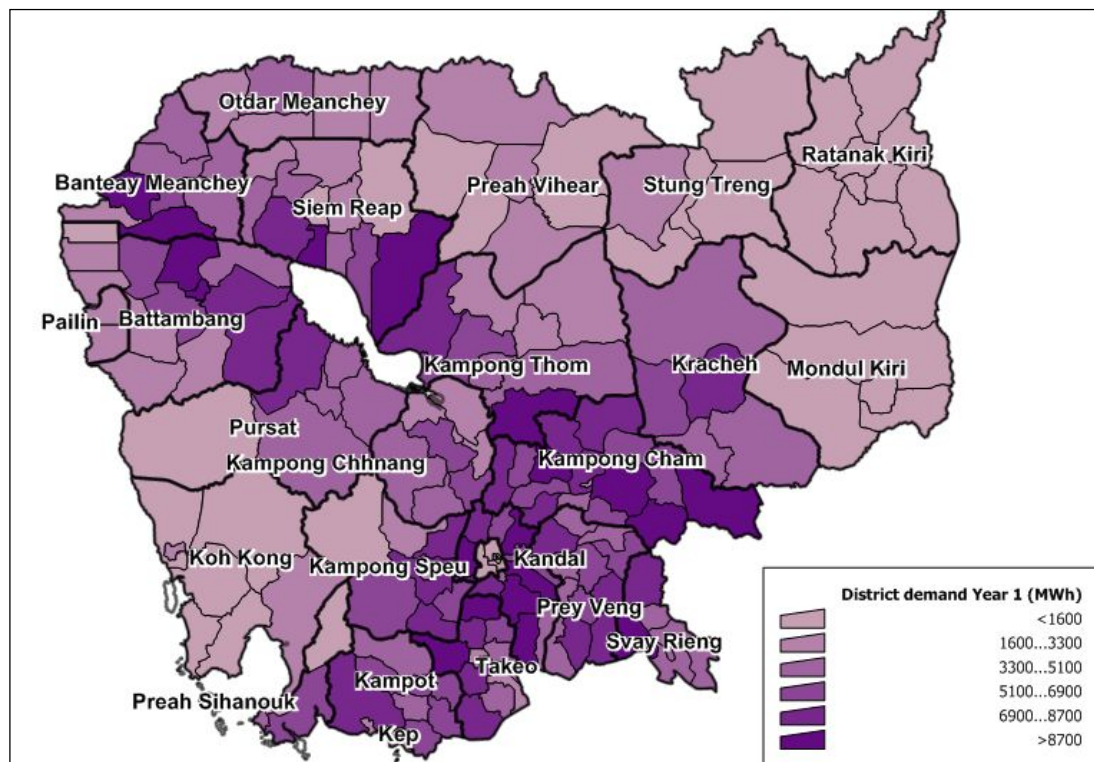 Otdar Meanchey
Ratanak Kiri
Banteay Meanchey
Preah Vihear
Stung Treng
Siem Reap
Pailin
Battambang
Kampong Thom
Kracheh
Mondul Kiri
Pursat
Kampong Chhnang
Kampong Cham
Koh Kong
Kampong Speu
Kandal
Prey Veng
Svay Rieng
Takeo
Kampot
Preah Sihanouk
Kep
District demand Year 1 (MWh)
<1600
1600...3300
3300...5100
5100...6900
6900...8700
>8700